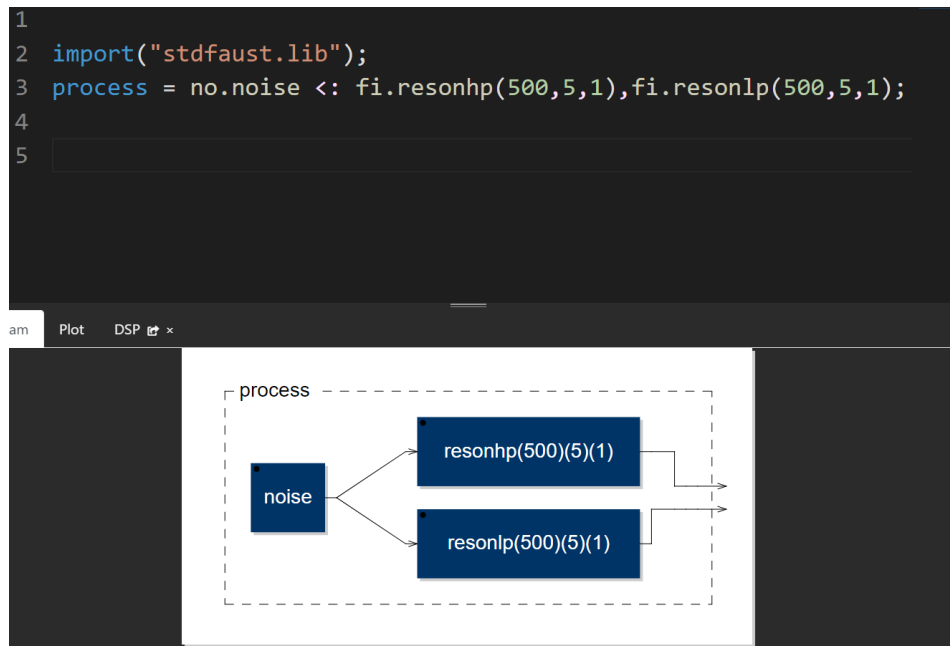 1
2 import("stdfaust.lib");
3 process = no.noise <: fi.resonhp(500,5,1),fi.resonlp(500,5,1);
4
5
am Plot DSP ×
process
resonhp(500)(5)(1)
noise
resonlp(500)(5)(1)